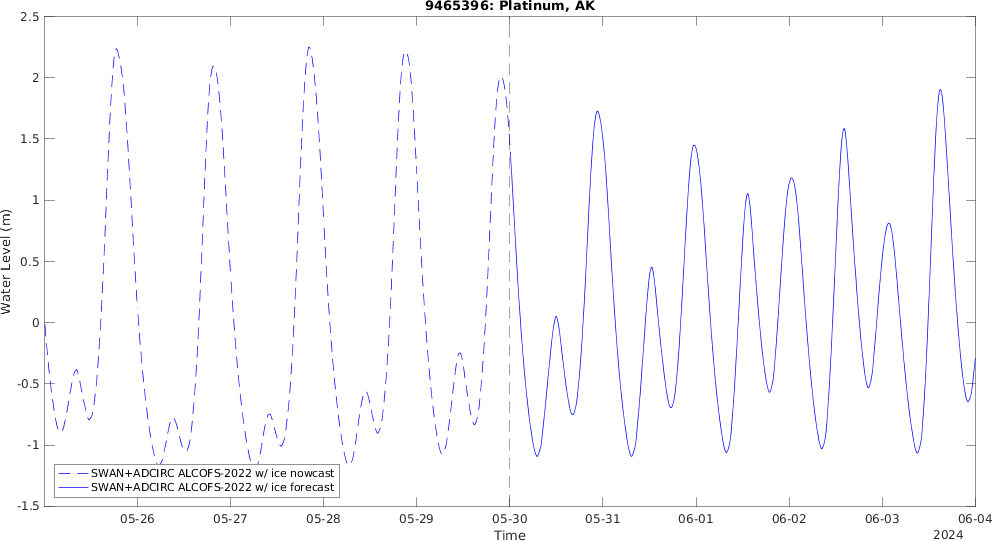 9465396: Platinum, AK
2.5
2
1.5
1
0.5
0
-0.5
-1
-1.5
Water Level (m)
SWAN+ADCIRC ALCOFS-2022 w/ ice nowcast
SWAN+ADCIRC ALCOFS-2022 w/ ice forecast
05-26 05-27 05-28 05-29 05-30 05-31 06-01 06-02 06-03 06-04
Time
2024